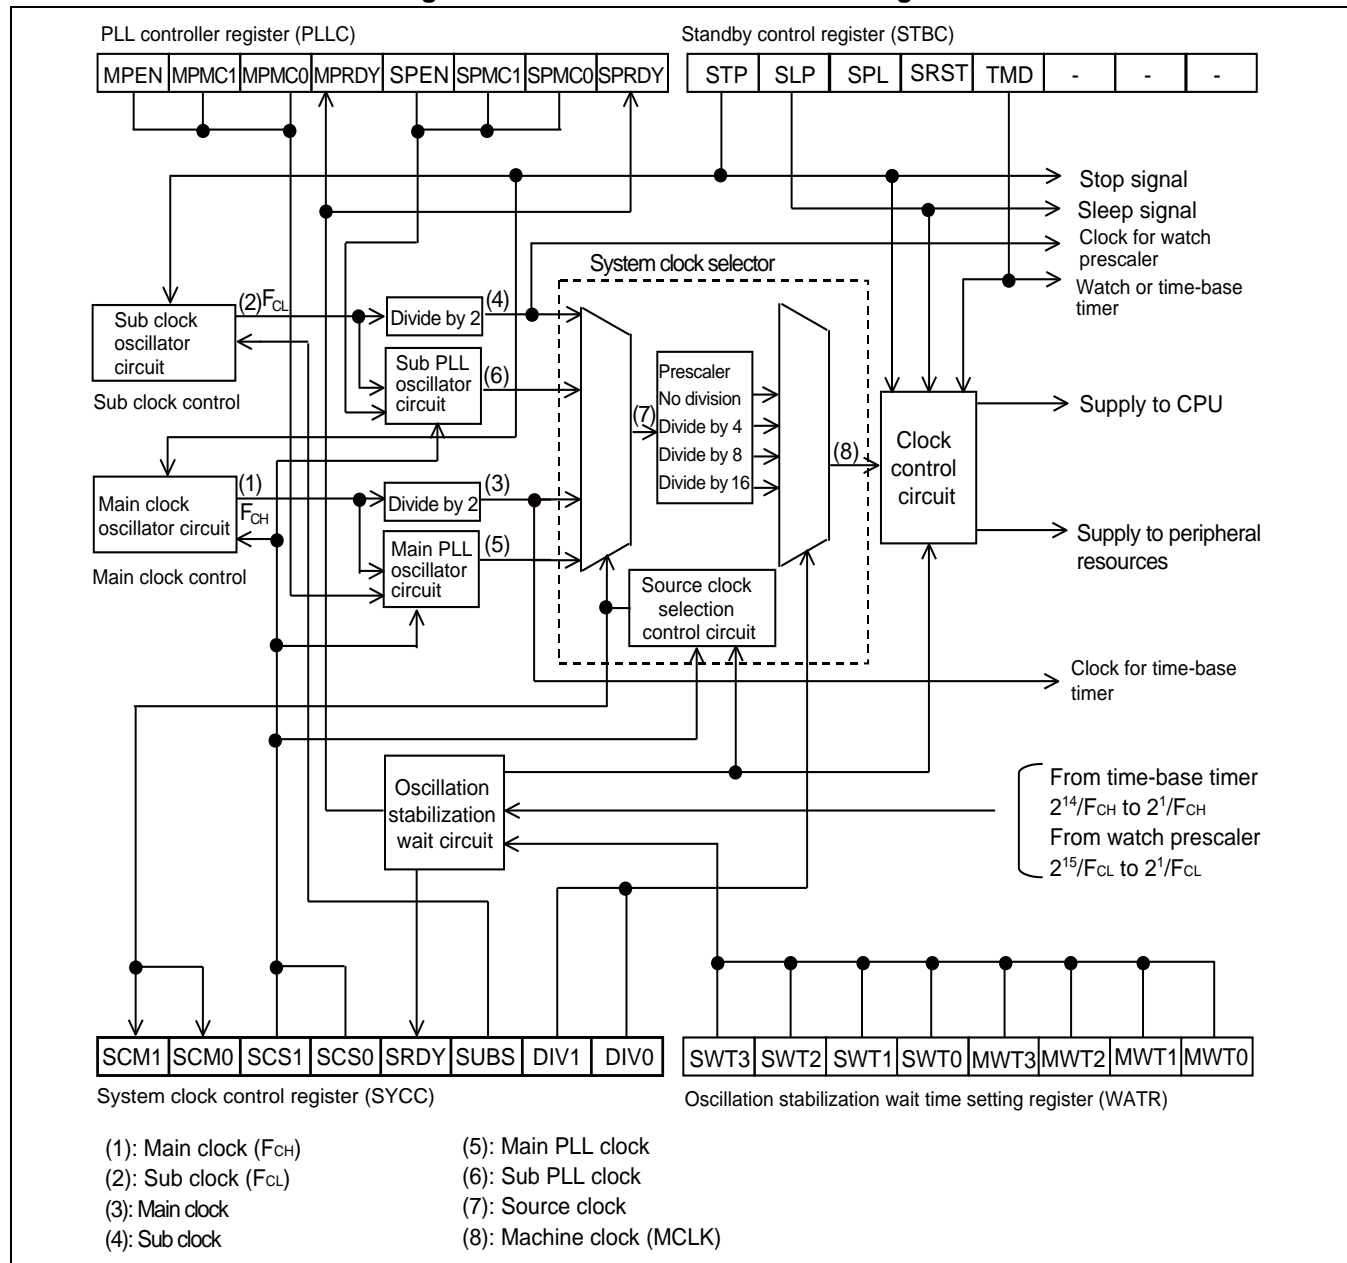 PLL controller register (PLLC)
Standby control register (STBC)
MPEN MPMC1 MPMC0 MPRDY SPEN SPMC1 SPMC0 SPRDY
STP SLP SPL SRST TMD - - -
Stop signal
Sleep signal
Clock for watch
prescaler
Watch or time-base
timer
System clock selector
(2) FCL
(4)
Sub clock
oscillator
circuit
Divide by 2
Sub PLL
oscillator
circuit
(6)
Sub clock control
Prescaler
No division
Divide by 4
Divide by 8
Divide by 16
(7)
(8)
Clock
control
circuit
Supply to CPU
Supply to peripheral
resources
(1)
FCH
Main clock
oscillator circuit
Main clock control
Divide by 2
(3)
Main PLL
oscillator
circuit
(5)
Source clock
selection
control circuit
Clock for time-base
timer
Oscillation
stabilization
wait circuit
From time-base timer
2¹⁴/FCH to 2¹/FCH
From watch prescaler
2¹⁵/FCL to 2¹/FCL
SCM1 SCM0 SCS1 SCS0 SRDY SUBS DIV1 DIV0
SWT3 SWT2 SWT1 SWT0 MWT3 MWT2 MWT1 MWT0
System clock control register (SYCC)
Oscillation stabilization wait time setting register (WATR)
(1): Main clock (FCH)
(2): Sub clock (FCL)
(3): Main clock
(4): Sub clock
(5): Main PLL clock
(6): Sub PLL clock
(7): Source clock
(8): Machine clock (MCLK)